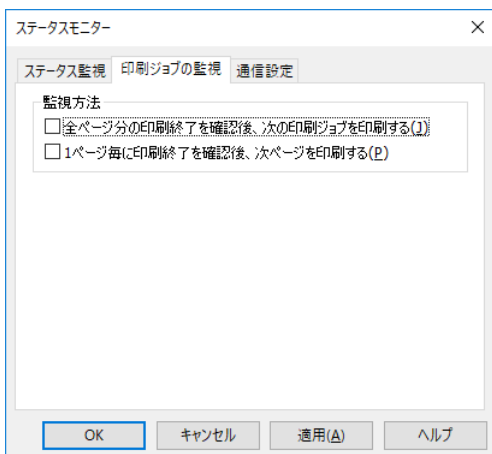 ステータスモニター
ステータス監視 印刷ジョブの監視 通信設定
監視方法
全ページ分の印刷終了を確認後、次の印刷ジョブを印刷する(J)
1ページ毎に印刷終了を確認後、次ページを印刷する(P)
OK キャンセル 適用(A) ヘルプ